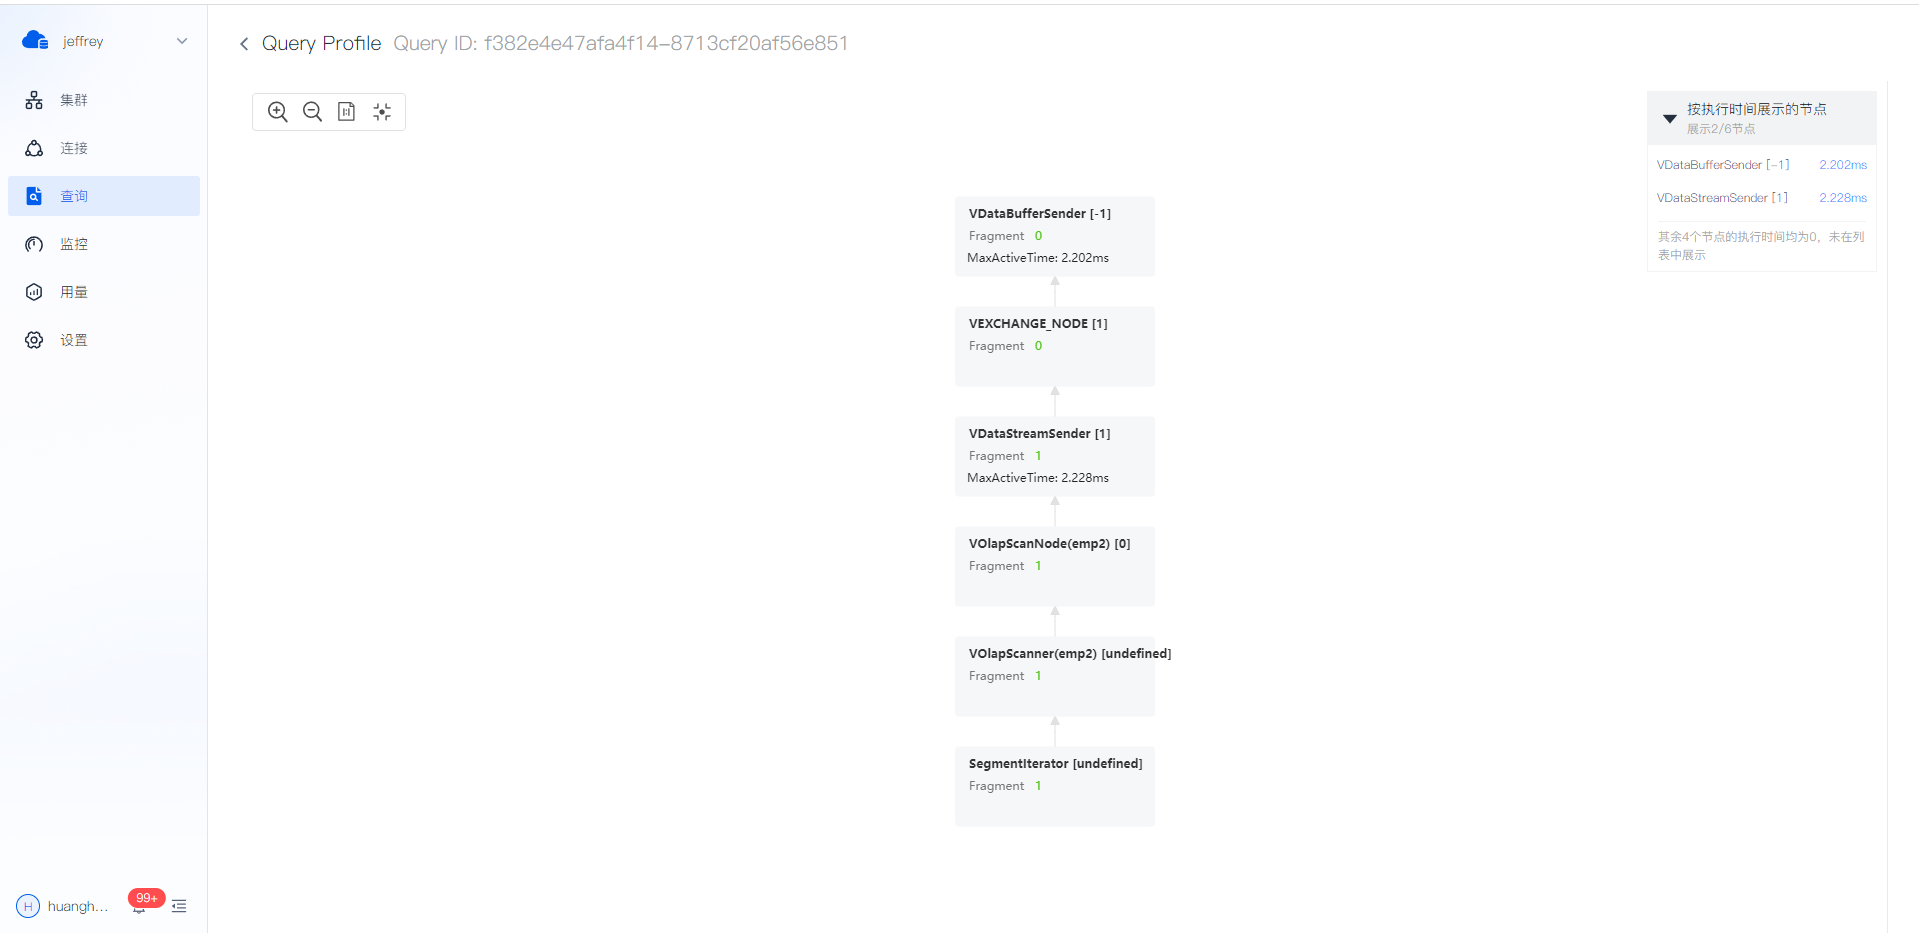 jeffrey
集群
连接
查询
监控
用量
设置
huangh...
99+
H
Query Profile Query ID: f382e4e47afa4f14-8713cf20af56e851
VDataBufferSender [-1]
Fragment 0
MaxActiveTime: 2.202ms
VEXCHANGE_NODE [1]
Fragment 0
VDataStreamSender [1]
Fragment 1
MaxActiveTime: 2.228ms
VOlapScanNode(emp2) [0]
Fragment 1
VOlapScanner(emp2) [undefined]
Fragment 1
SegmentIterator [undefined]
Fragment 1
按执行时间展示的节点
展示2/6节点
VDataBufferSender [-1] 2.202ms
VDataStreamSender [1] 2.228ms
其余4个节点的执行时间均为0，未在列
表中展示